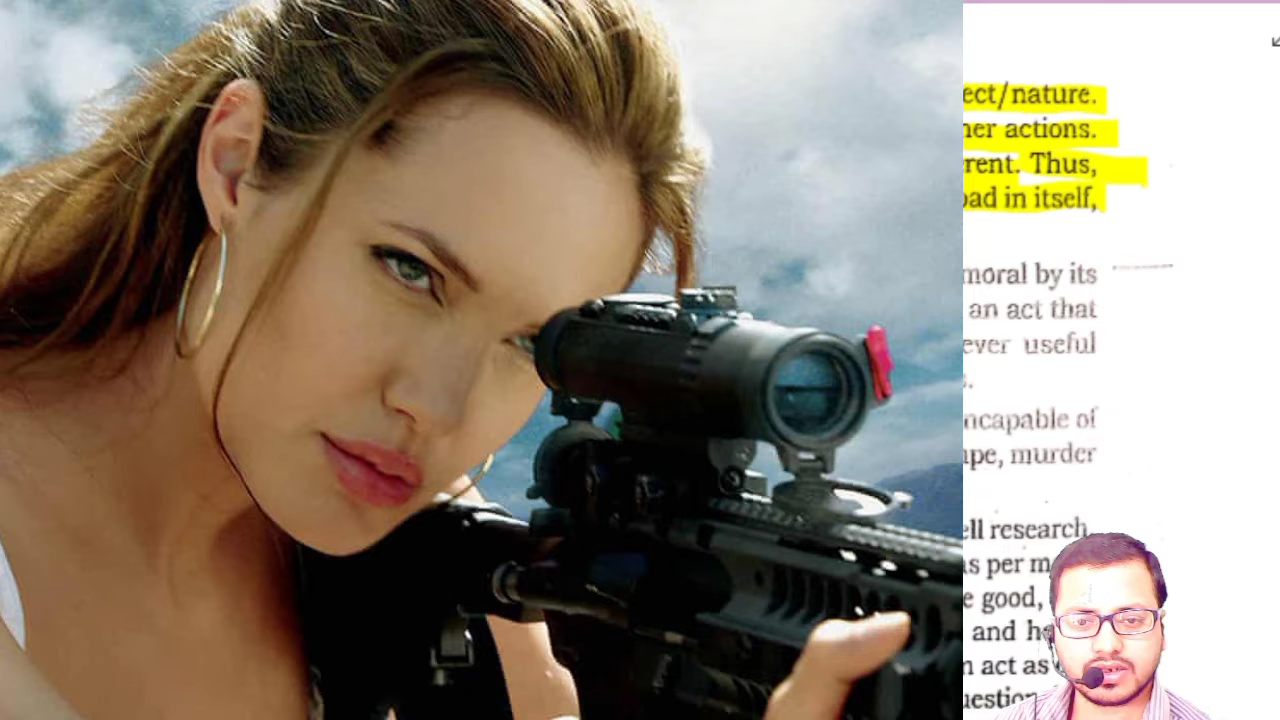 ect/nature.
her actions.
rent. Thus,
bad in itself,
moral by its
an act that
ever useful
ncapable of
murder
ell research
as per m
e good,
and he
n act as
uestion